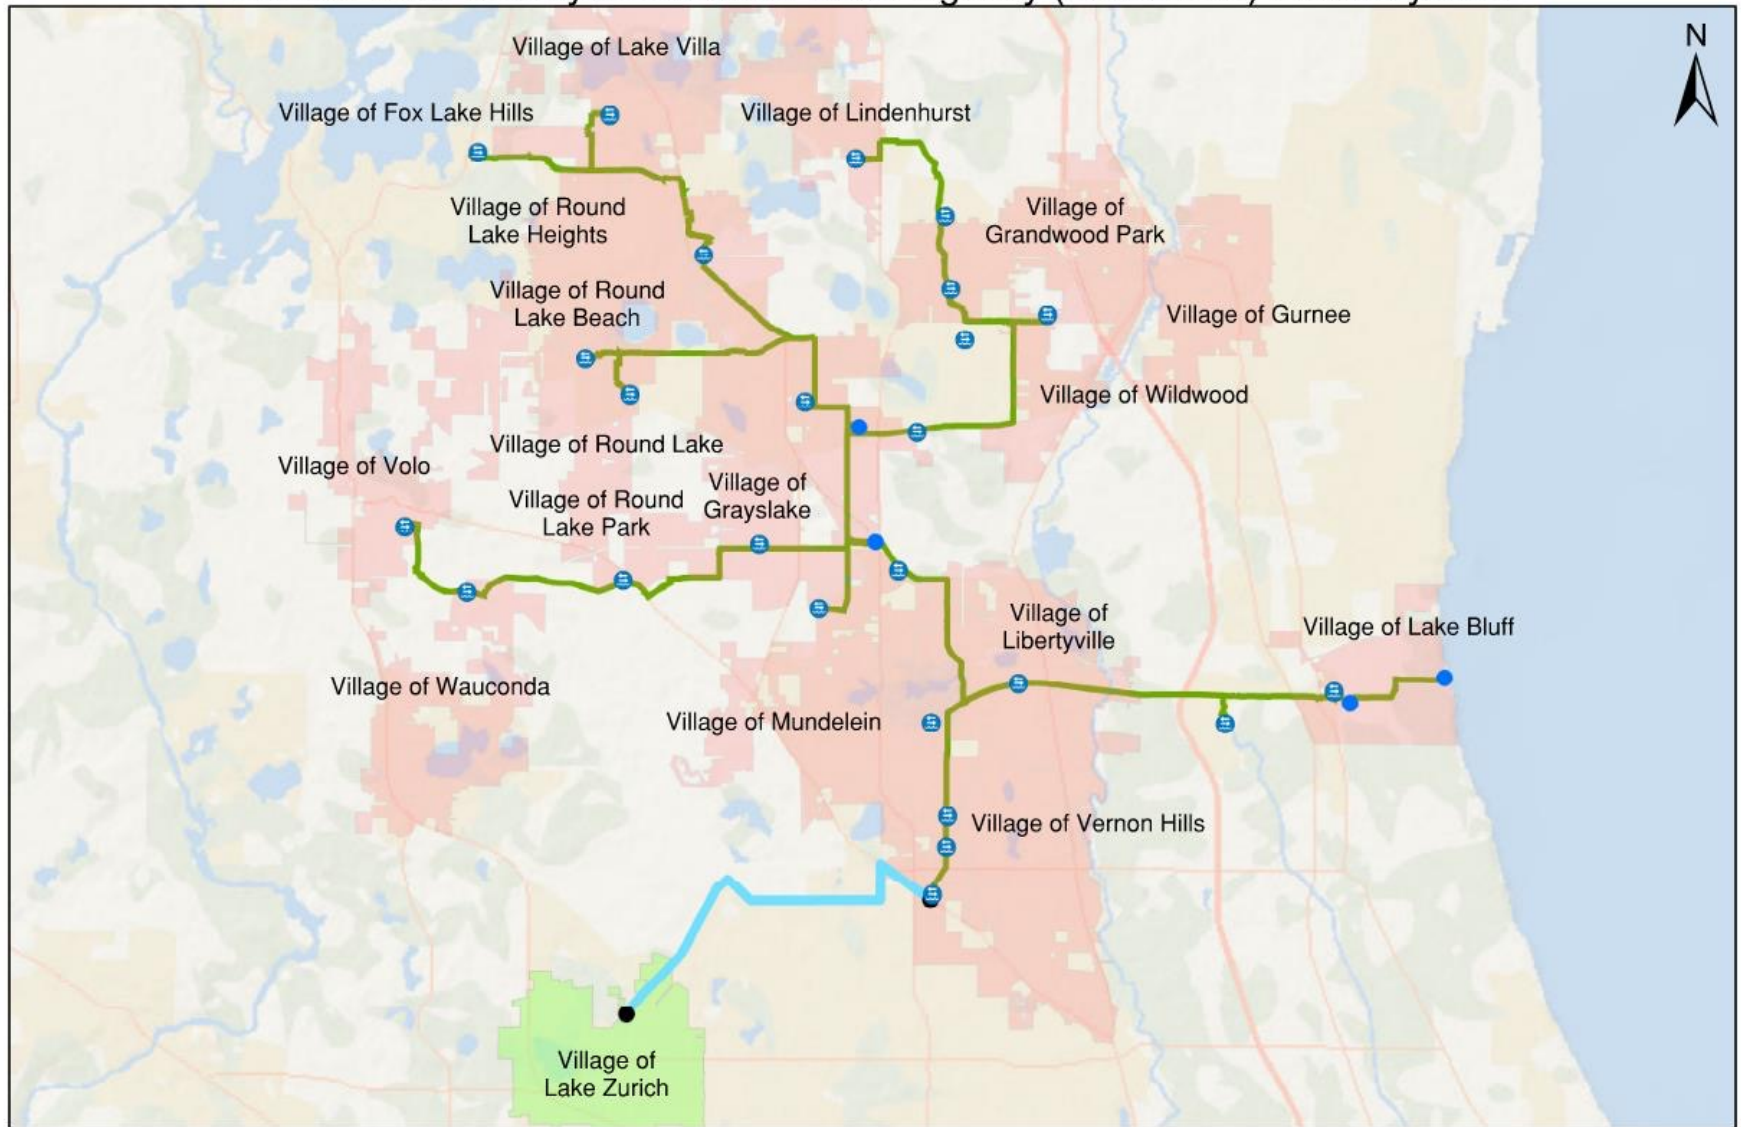 N
Village of Lake Villa
Village of Fox Lake Hills
Village of Lindenhurst
Village of Round
Lake Heights
Village of
Grandwood Park
Village of Round
Lake Beach
Village of Gurnee
Village of Wildwood
Village of Round Lake
Village of Volo
Village of
Grayslake
Village of Round
Lake Park
Village of
Libertyville
Village of Lake Bluff
Village of Wauconda
Village of Mundelein
Village of Vernon Hills
Village of
Lake Zurich